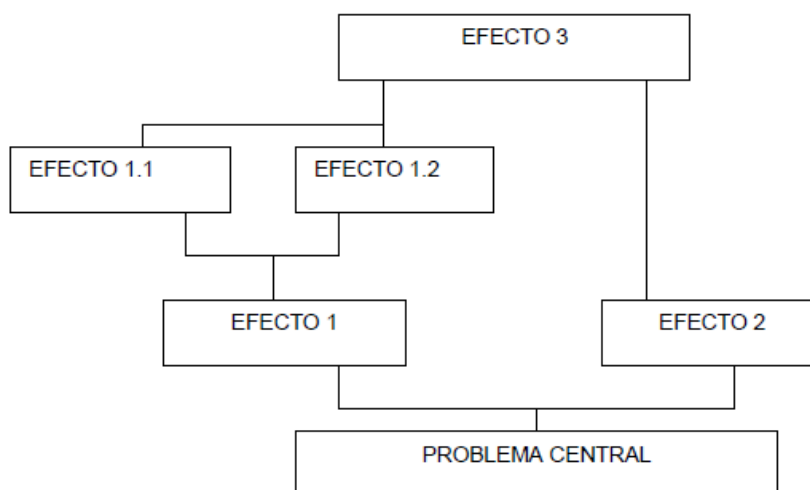 EFECTO 3
EFECTO 1.1
EFECTO 1.2
EFECTO 1
EFECTO 2
PROBLEMA CENTRAL